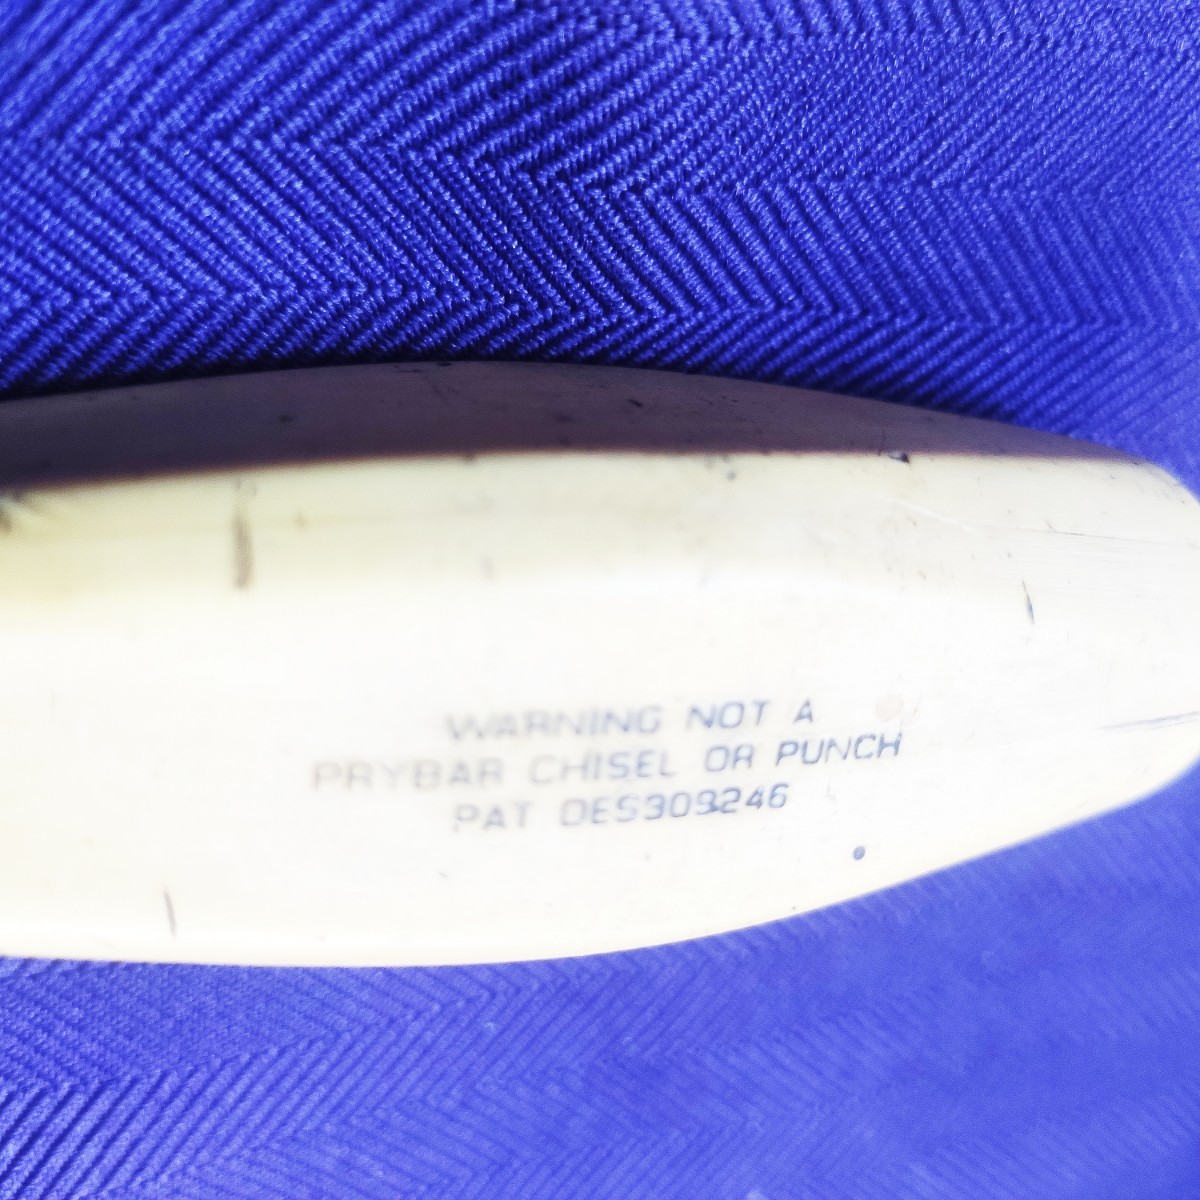 WARNING NOT A
PRYBAR CHISEL OR PUNCH
PAT DES309246